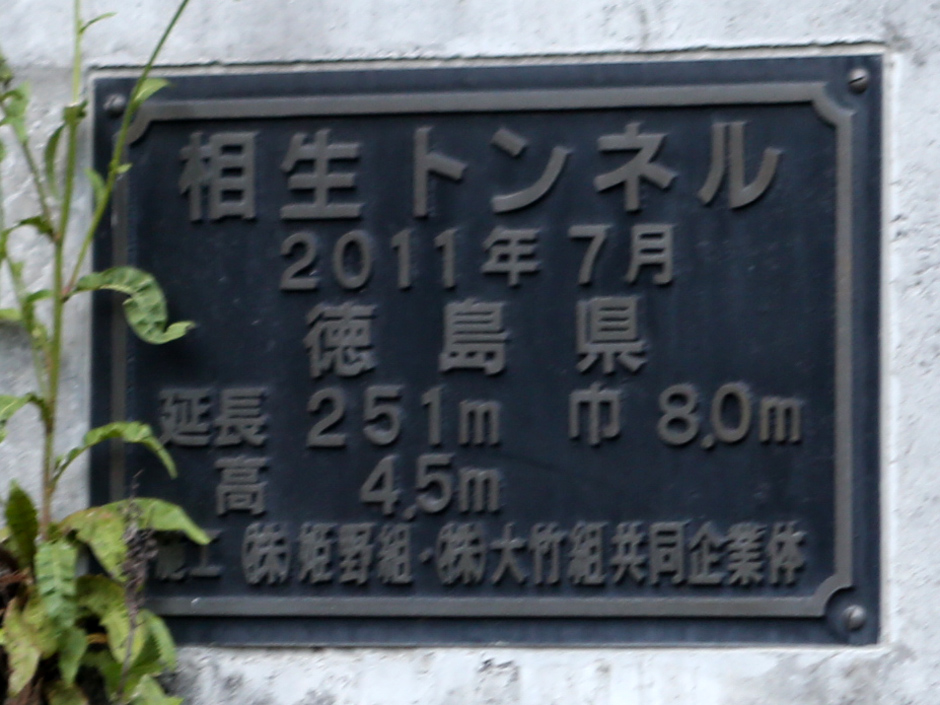 相生トンネル
2011年7月
徳島県
延長 251m 巾 8.0m
高 4.5m
施工 ㈱姫野組・㈱大竹組共同企業体